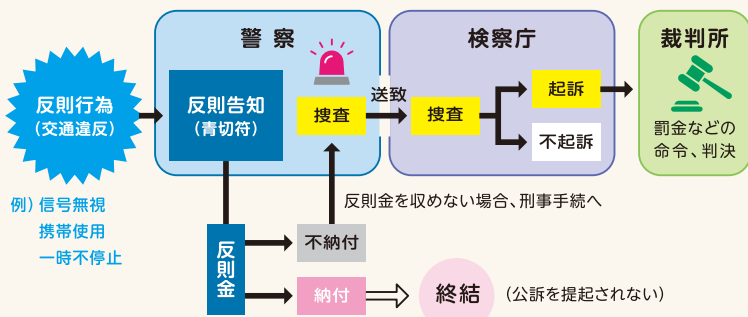 警察
検察庁
裁判所
反則行為
（交通違反）
反則告知
（青切符）
捜査
送致
捜査
起訴
不起訴
罰金などの
命令、判決
例）信号無視
携帯使用
一時不停止
反則金を収めない場合、刑事手続へ
反則金
不納付
納付
終結
（公訴を提起されない）